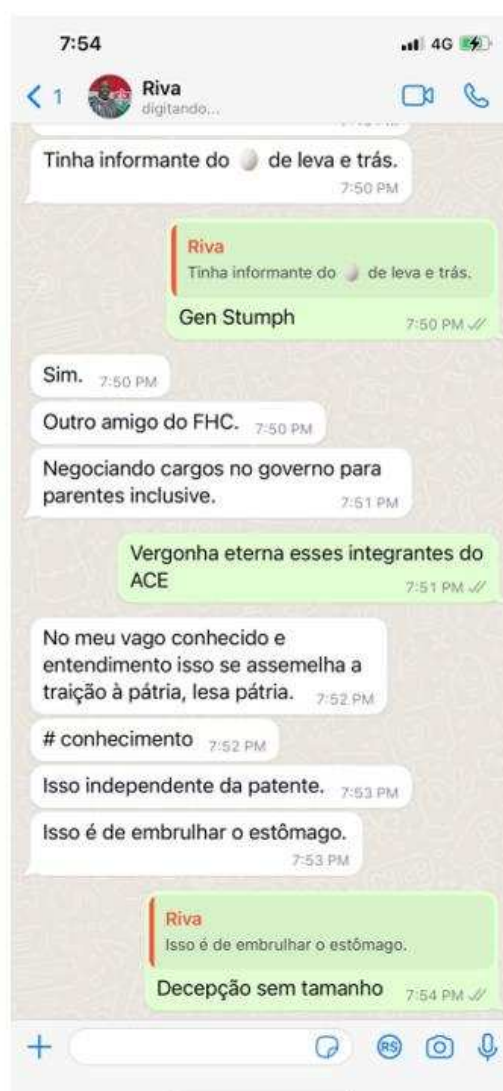 7:54
4G
1
Riva
digitando...
Tinha informante do 🥚 de leva e trás.
7:50 PM
Riva
Tinha informante do 🥚 de leva e trás.
Gen Stumph
7:50 PM
Sim. 7:50 PM
Outro amigo do FHC. 7:50 PM
Negociando cargos no governo para
parentes inclusive.
7:51 PM
Vergonha eterna esses integrantes do
ACE
7:51 PM
No meu vago conhecido e
entendimento isso se assemelha a
traição à pátria, lesa pátria. 7:52 PM
# conhecimento 7:52 PM
Isso independente da patente. 7:53 PM
Isso é de embrulhar o estômago.
7:53 PM
Riva
Isso é de embrulhar o estômago.
Decepção sem tamanho 7:54 PM
RS